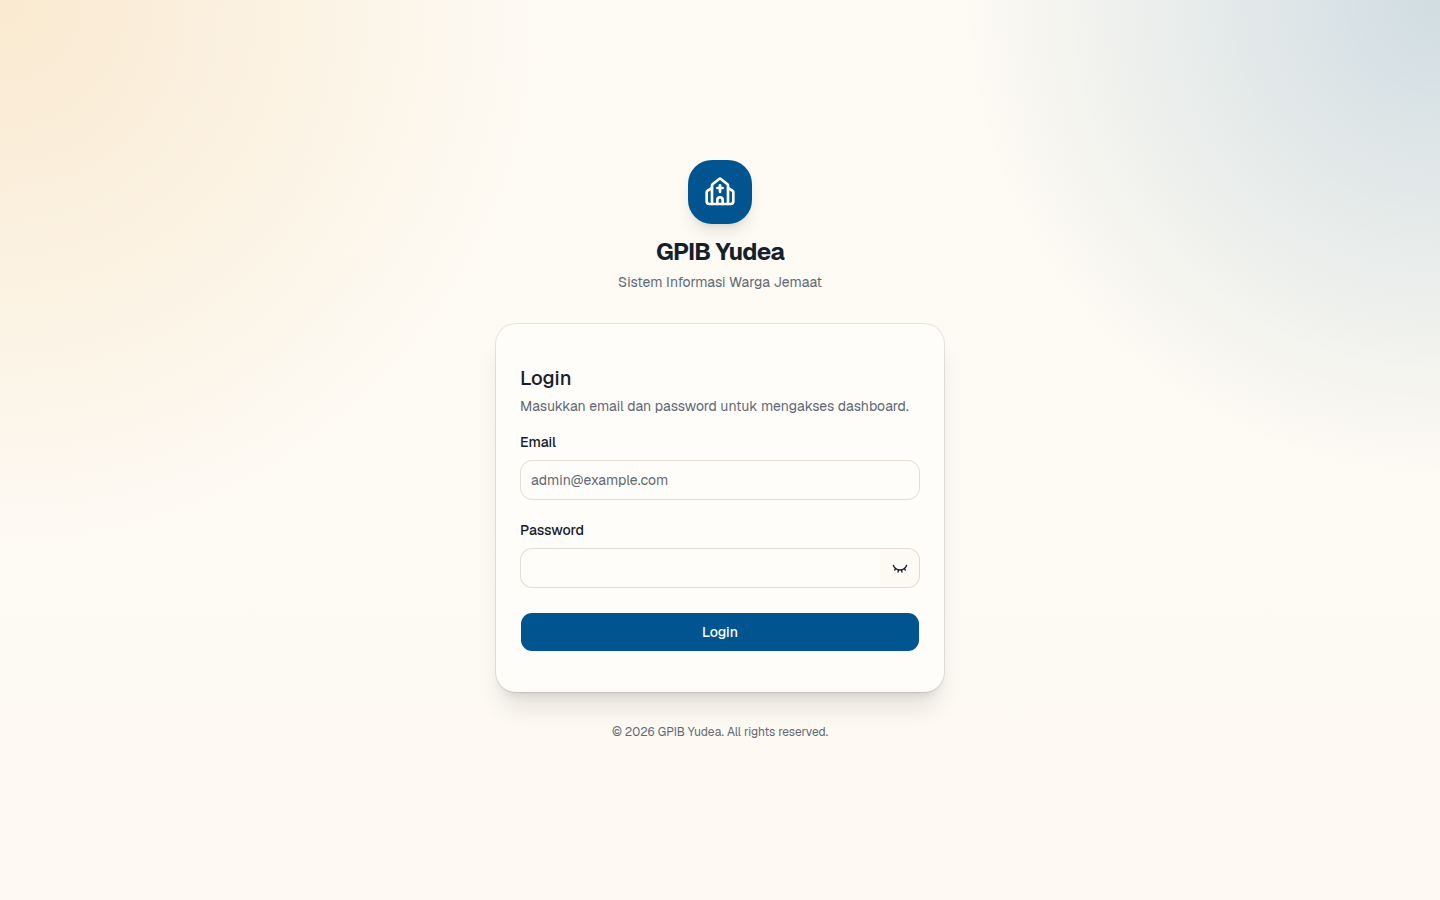 GPIB Yudea
Sistem Informasi Warga Jemaat
Login
Masukkan email dan password untuk mengakses dashboard.
Email
admin@example.com
Password
Login
© 2026 GPIB Yudea. All rights reserved.